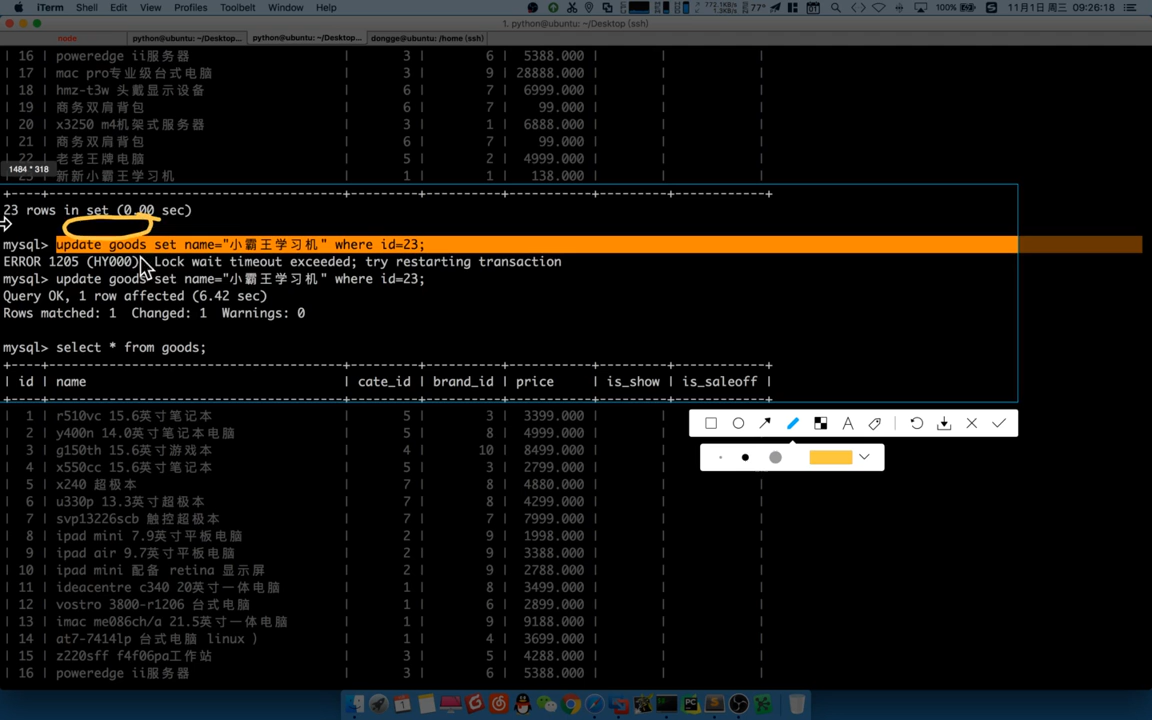 iTerm Shell Edit View Profiles Toolbelt Window Help 77° 100% 11月1日 周三 09:26:18
1. python@ubuntu: ~/Desktop (ssh)
node python@ubuntu: ~/Desktop... python@ubuntu: ~/Desktop... dongge@ubuntu: /home (ssh)
| 16 | poweredge ii服务器 | 3 | 6 | 5388.000 | | |
| 17 | mac pro专业级台式电脑 | 3 | 9 | 28888.000 | | |
| 18 | hmz-t3w 头戴显示设备 | 6 | 7 | 6999.000 | | |
| 19 | 商务双肩背包 | 6 | 7 | 99.000 | | |
| 20 | x3250 m4机架式服务器 | 3 | 1 | 6888.000 | | |
| 21 | 商务双肩背包 | 6 | 7 | 99.000 | | |
| 22 | 老老王牌电脑 | 5 | 2 | 4999.000 | | |
1484 * 318
| 23 | 新新小霸王学习机 | 1 | 1 | 138.000 | | |
23 rows in set (0.00 sec)
mysql> update goods set name="小霸王学习机" where id=23;
ERROR 1205 (HY000): Lock wait timeout exceeded; try restarting transaction
mysql> update goods set name="小霸王学习机" where id=23;
Query OK, 1 row affected (6.42 sec)
Rows matched: 1 Changed: 1 Warnings: 0
mysql> select * from goods;
| id | name | cate_id | brand_id | price | is_show | is_saleoff |
| 1 | r510vc 15.6英寸笔记本 | 5 | 3 | 3399.000 | | |
| 2 | y400n 14.0英寸笔记本电脑 | 5 | 8 | 4999.000 | | |
| 3 | g150th 15.6英寸游戏本 | 4 | 10 | 8499.000 | | |
| 4 | x550cc 15.6英寸笔记本 | 5 | 3 | 2799.000 | | |
| 5 | x240 超极本 | 7 | 8 | 4880.000 | | |
| 6 | u330p 13.3英寸超极本 | 7 | 8 | 4299.000 | | |
| 7 | svp13226scb 触控超极本 | 7 | 7 | 7999.000 | | |
| 8 | ipad mini 7.9英寸平板电脑 | 2 | 9 | 1998.000 | | |
| 9 | ipad air 9.7英寸平板电脑 | 2 | 9 | 3388.000 | | |
| 10 | ipad mini 配备 retina 显示屏 | 2 | 9 | 2788.000 | | |
| 11 | ideacentre c340 20英寸一体电脑 | 1 | 8 | 3499.000 | | |
| 12 | vostro 3800-r1206 台式电脑 | 1 | 6 | 2899.000 | | |
| 13 | imac me086ch/a 21.5英寸一体电脑 | 1 | 9 | 9188.000 | | |
| 14 | at7-7414lp 台式电脑 linux ) | 1 | 4 | 3699.000 | | |
| 15 | z220sff f4f06pa工作站 | 3 | 5 | 4288.000 | | |
| 16 | poweredge ii服务器 | 3 | 6 | 5388.000 | | |